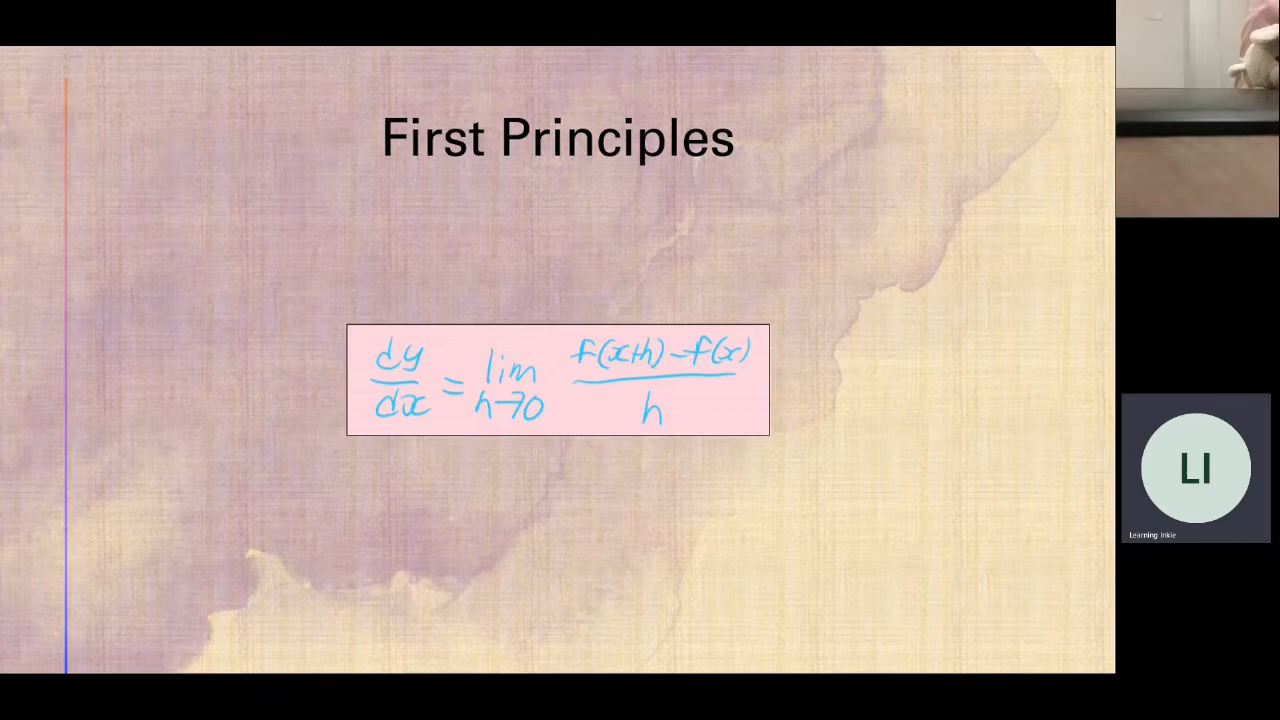 First Principles
dy/dx = lim h→0 f(x+h) - f(x) / h
LI
Learning Inkie